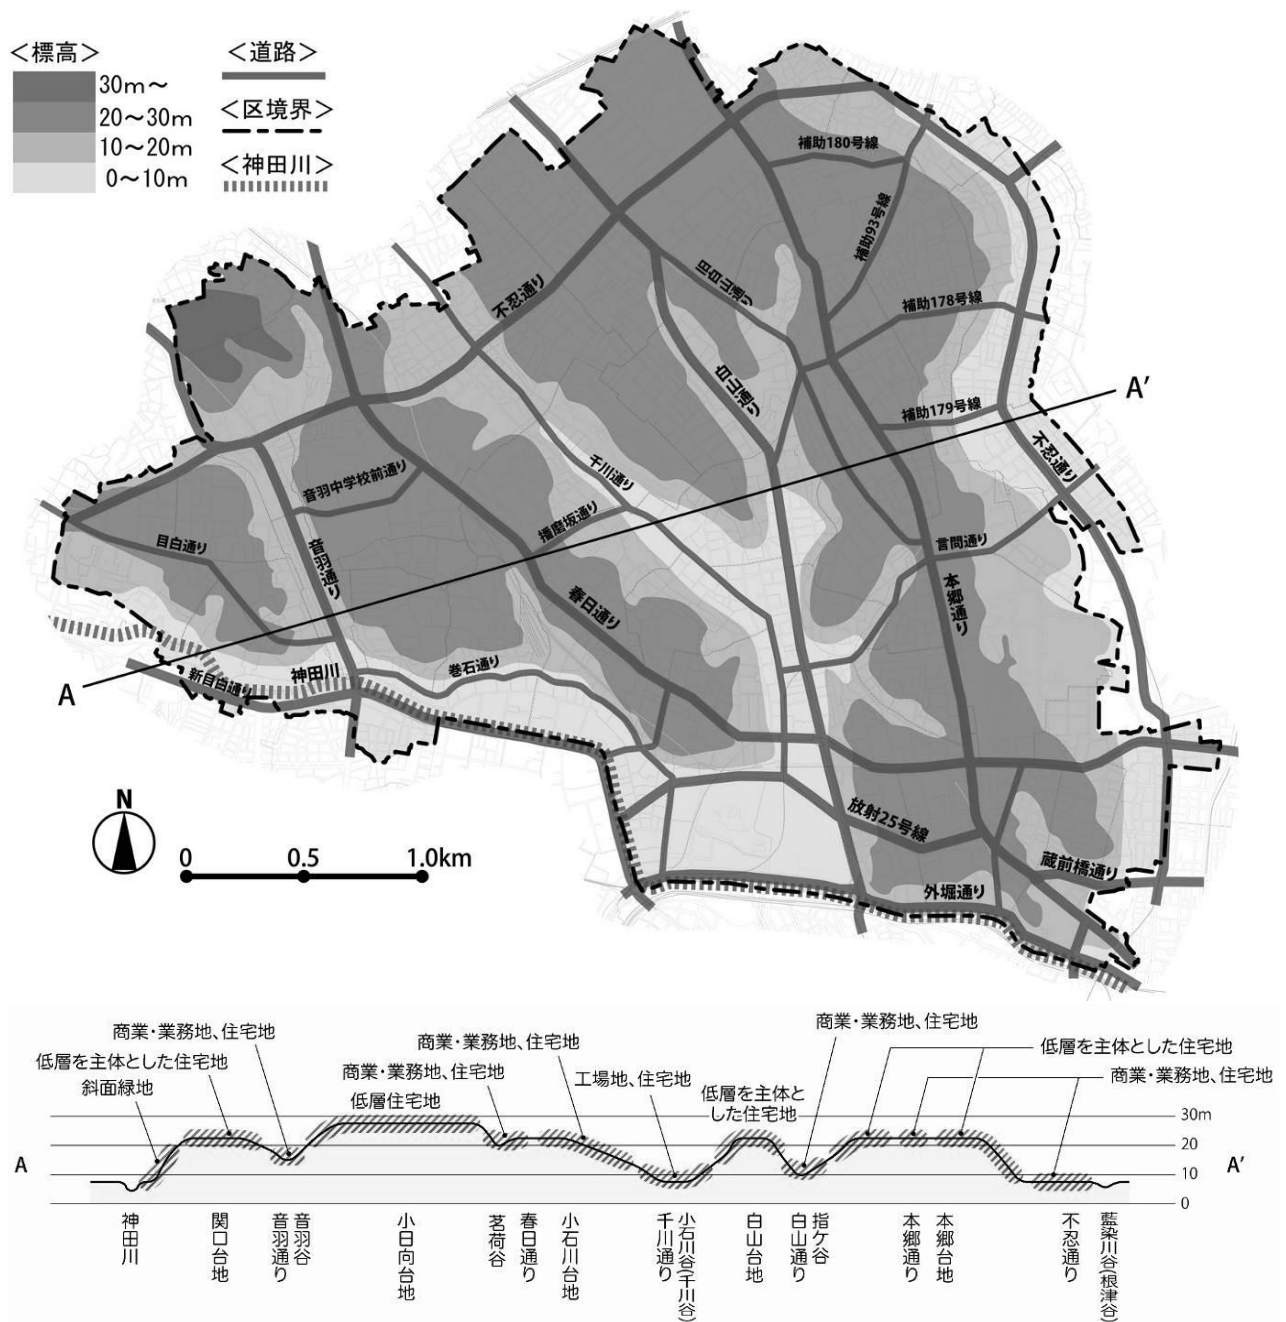 <標高>
30m～
20～30m
10～20m
0～10m
<道路>
<区境界>
<神田川>
補助180号線
補助93号線
不忍通り
旧白山通り
補助178号線
白山通り
補助179号線
A'
不忍通り
千川通り
音羽中学校前通り
播磨坂通り
目白通り
音羽通り
言問通り
本郷通り
春日通り
巻石通り
神田川
新目白通り
A
放射25号線
蔵前橋通り
外堀通り
N
0 0.5 1.0km
商業・業務地、住宅地
低層を主体とした住宅地
斜面緑地
商業・業務地、住宅地
商業・業務地、住宅地
低層住宅地
工場地、住宅地
低層を主体と
した住宅地
商業・業務地、住宅地
低層を主体とした住宅地
商業・業務地、住宅地
30m
20
10
0
A
A'
神田川
関口台地
音羽通り
音羽谷
小日向台地
茗荷谷
春日通り
小石川台地
千川通り
小石川谷(千川谷)
白山台地
白山通り
指ケ谷
本郷通り
本郷台地
不忍通り
藍染川谷(根津谷)